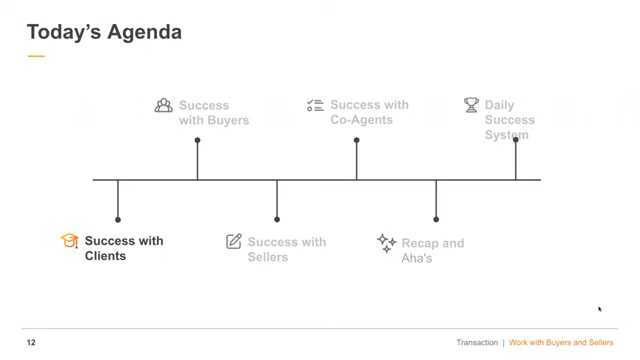 Today's Agenda
Success
with Buyers
Success with
Co-Agents
Daily
Success
System
Success with
Clients
Success with
Sellers
Recap and
Aha's
12
Transaction | Work with Buyers and Sellers